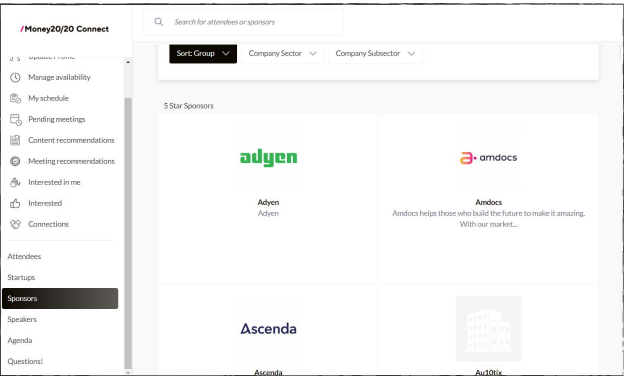 /Money20/20 Connect
Search for attendees or sponsors
Update Profile
Manage availability
My schedule
Pending meetings
Content recommendations
Meeting recommendations
Interested in me
Interested
Connections
Attendees
Startups
Sponsors
Speakers
Agenda
Questions!
Sort: Group
Company Sector
Company Subsector
5 Star Sponsors
adyen
Adyen
Adyen
a amdocs
Amdocs
Amdocs helps those who build the future to make it amazing.
With our market...
Ascenda
Ascenda
Au10tix